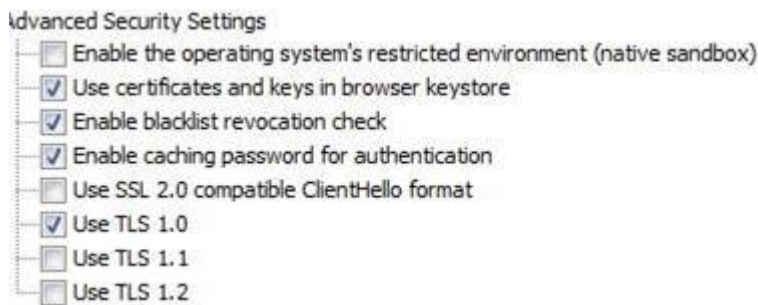 Advanced Security Settings
Enable the operating system's restricted environment (native sandbox)
Use certificates and keys in browser keystore
Enable blacklist revocation check
Enable caching password for authentication
Use SSL 2.0 compatible ClientHello format
Use TLS 1.0
Use TLS 1.1
Use TLS 1.2